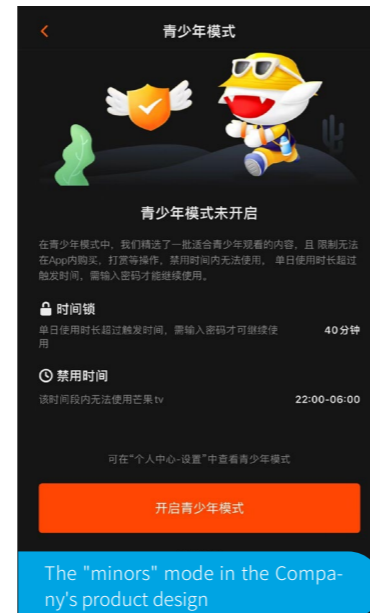 青少年模式
青少年模式未开启
在青少年模式中，我们精选了一批适合青少年观看的内容，且 限制无法
在App内购买、打赏等操作，禁用时间内无法使用， 单日使用时长超过
触发时间，需输入密码才能继续使用。
时间锁
单日使用时长超过触发时间，需输入密码才可继续使
用
40分钟
禁用时间
该时间段内无法使用芒果tv
22:00-06:00
可在“个人中心-设置”中查看青少年模式
开启青少年模式
The "minors" mode in the Compa-
ny's product design